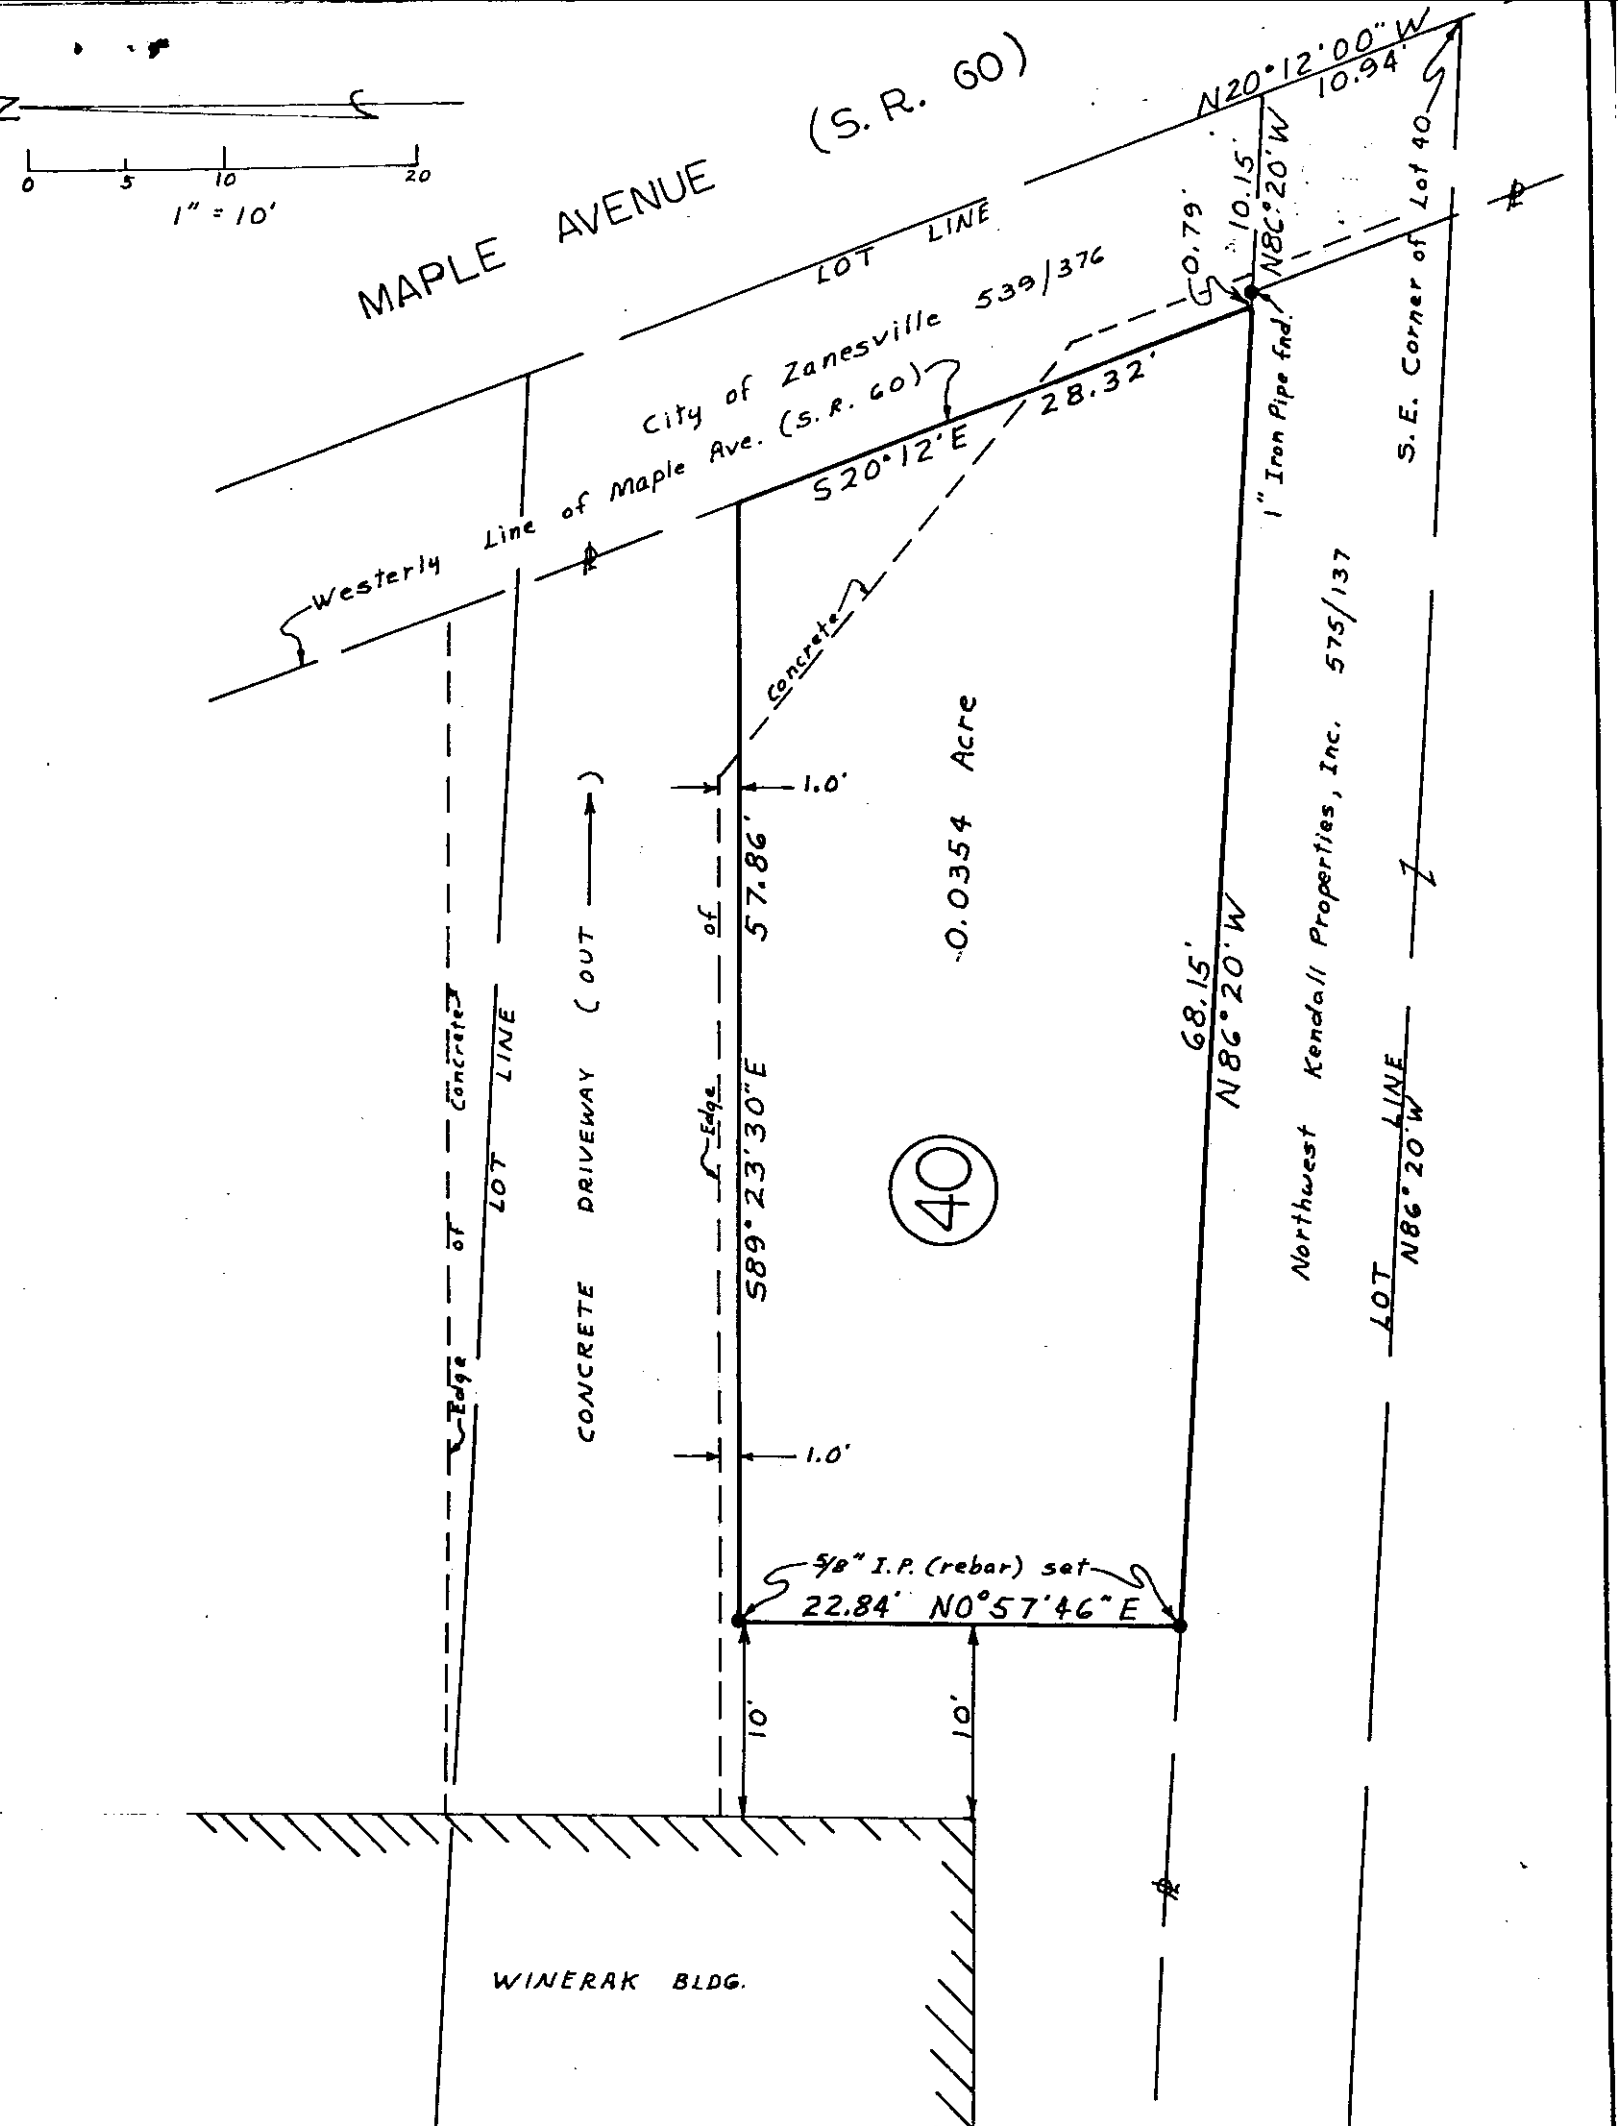 Z
0 5 10 20
1" = 10'
MAPLE AVENUE (S. R. 60)
N20°12'00"W
10.94'
LOT LINE
City of Zanesville 539/376
Westerly Line of Maple Ave. (S.R. 60)
0.79'
10.15'
N86°20'W
S.E. Corner of Lot 40
1" Iron Pipe fnd.
S20°12'E
28.32'
concrete
1.0'
57.86'
S89°23'30"E
Edge of
0.0354 Acre
40
68.15'
N86°20'W
Northwest Kendall Properties, Inc. 575/137
LOT LINE
N86°20'W
CONCRETE DRIVEWAY (OUT )
LOT LINE
Edge of Concrete
1.0'
5/8" I.P. (rebar) set
22.84' N0°57'46"E
10'
10'
WINERAK BLDG.